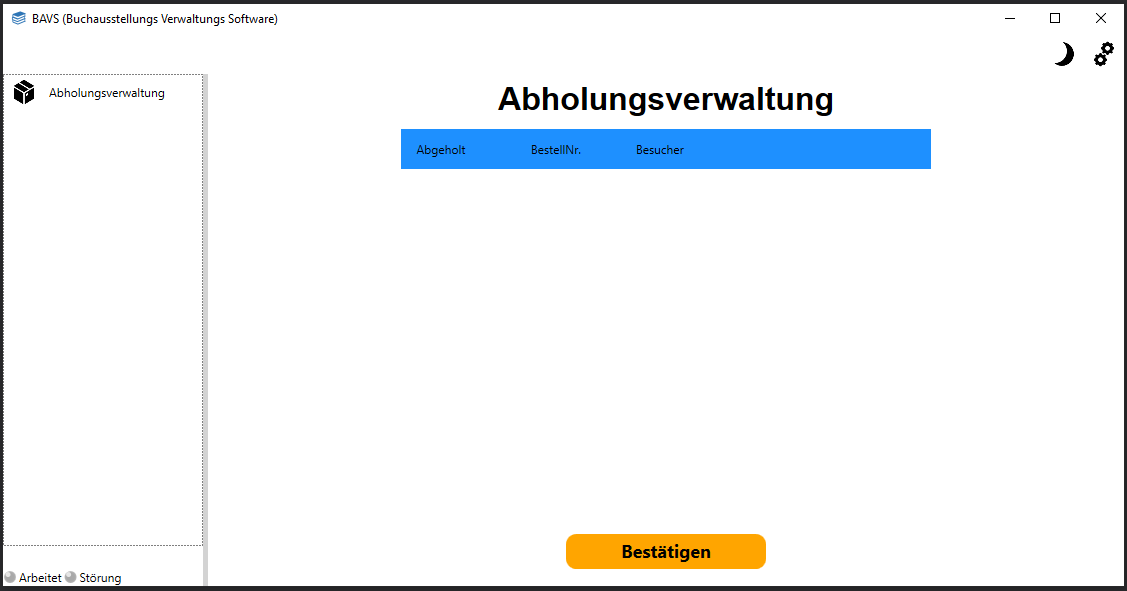 BAVS (Buchausstellungs Verwaltungs Software)
Abholungsverwaltung
Abholungsverwaltung
Abgeholt BestellNr. Besucher
Bestätigen
Arbeitet Störung